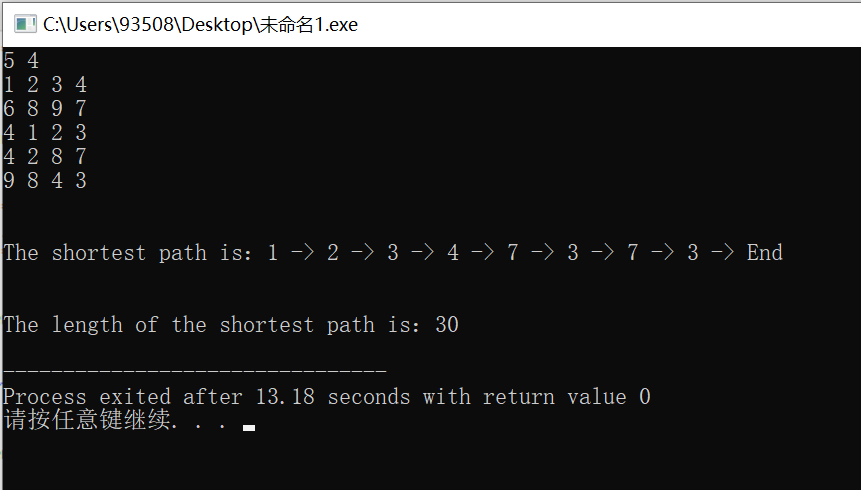 C:\Users\93508\Desktop\未命名1.exe
5 4
1 2 3 4
6 8 9 7
4 1 2 3
4 2 8 7
9 8 4 3
The shortest path is: 1 -> 2 -> 3 -> 4 -> 7 -> 3 -> 7 -> 3 -> End
The length of the shortest path is: 30
--------------------------------
Process exited after 13.18 seconds with return value 0
请按任意键继续. . .